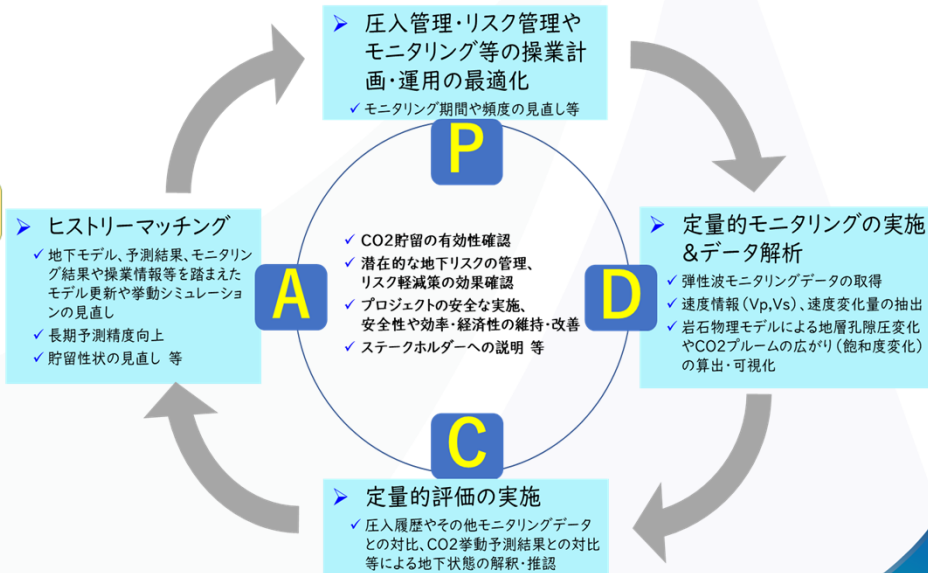 ➢ 圧入管理・リスク管理や
モニタリング等の操業計
画・運用の最適化
✓ モニタリング期間や頻度の見直し等
P
➢ ヒストリーマッチング
✓ 地下モデル、予測結果、モニタリン
グ結果や操業情報等を踏まえた
モデル更新や挙動シミュレーショ
ンの見直し
✓ 長期予測精度向上
✓ 貯留性状の見直し 等
A
✓ CO2貯留の有効性確認
✓ 潜在的な地下リスクの管理、
リスク軽減策の効果確認
✓ プロジェクトの安全な実施、
安全性や効率・経済性の維持・改善
✓ ステークホルダーへの説明 等
D
➢ 定量的モニタリングの実施
&データ解析
✓ 弾性波モニタリングデータの取得
✓ 速度情報(Vp,Vs)、速度変化量の抽出
✓ 岩石物理モデルによる地層孔隙圧変化
やCO2プルームの広がり(飽和度変化)
の算出・可視化
C
➢ 定量的評価の実施
✓ 圧入履歴やその他モニタリングデータ
との対比、CO2挙動予測結果との対比
等による地下状態の解釈・推認